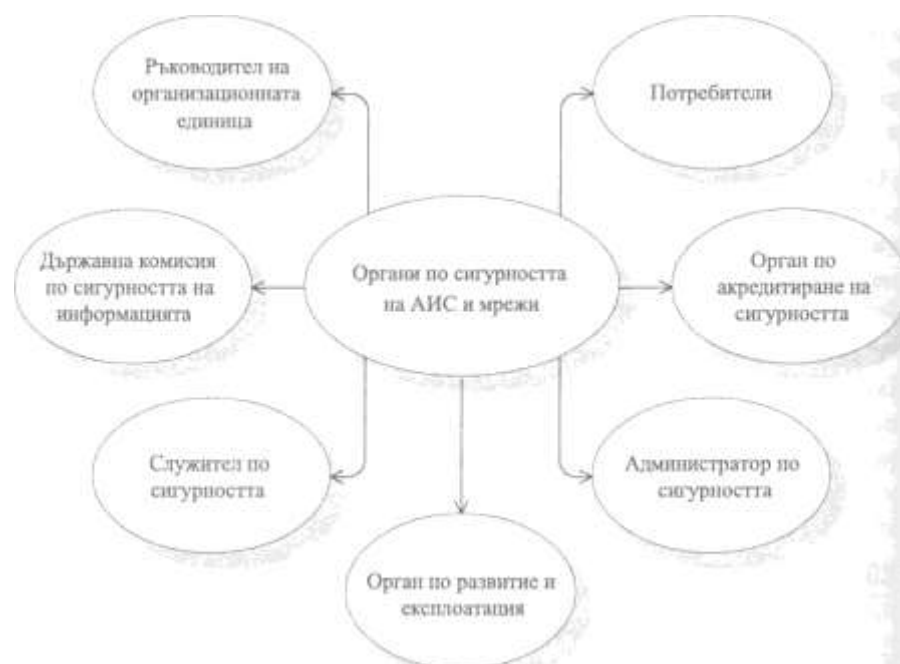 Ръководител на
организационната
единица
Потребители
Държавна комисия
по сигурността на
информацията
Органи по сигурността
на АИС и мрежи
Орган по
акредитиране на
сигурността
Служител по
сигурността
Администратор по
сигурността
Орган по развитие и
експлоатация